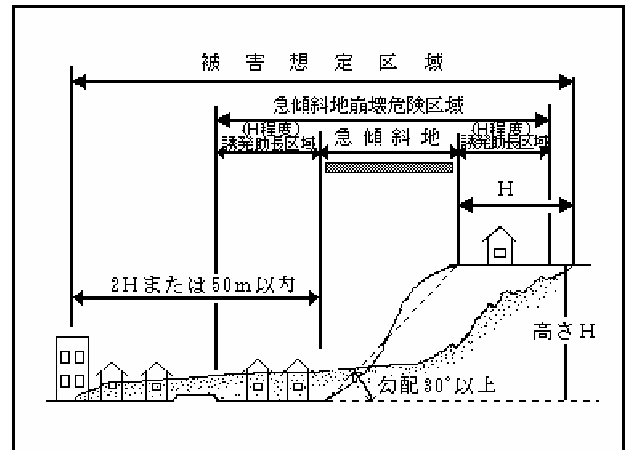 被害想定区域
急傾斜地崩壊危険区域
(H程度) (H程度)
誘発助長区域 急傾斜地 誘発助長区域
H
2Hまたは50m以内
高さH
勾配30°以上